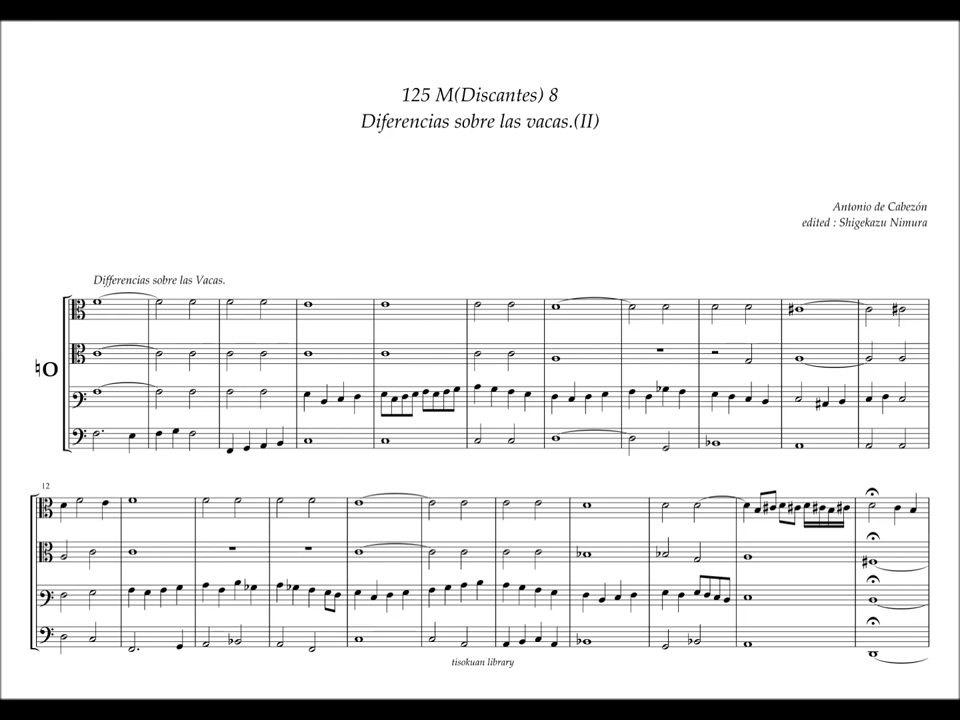 125 M(Discantes) 8
Diferencias sobre las vacas.(II)
Antonio de Cabezón
edited : Shigekazu Nimura
Differencias sobre las Vacas.
♮O
12
tisokuan library